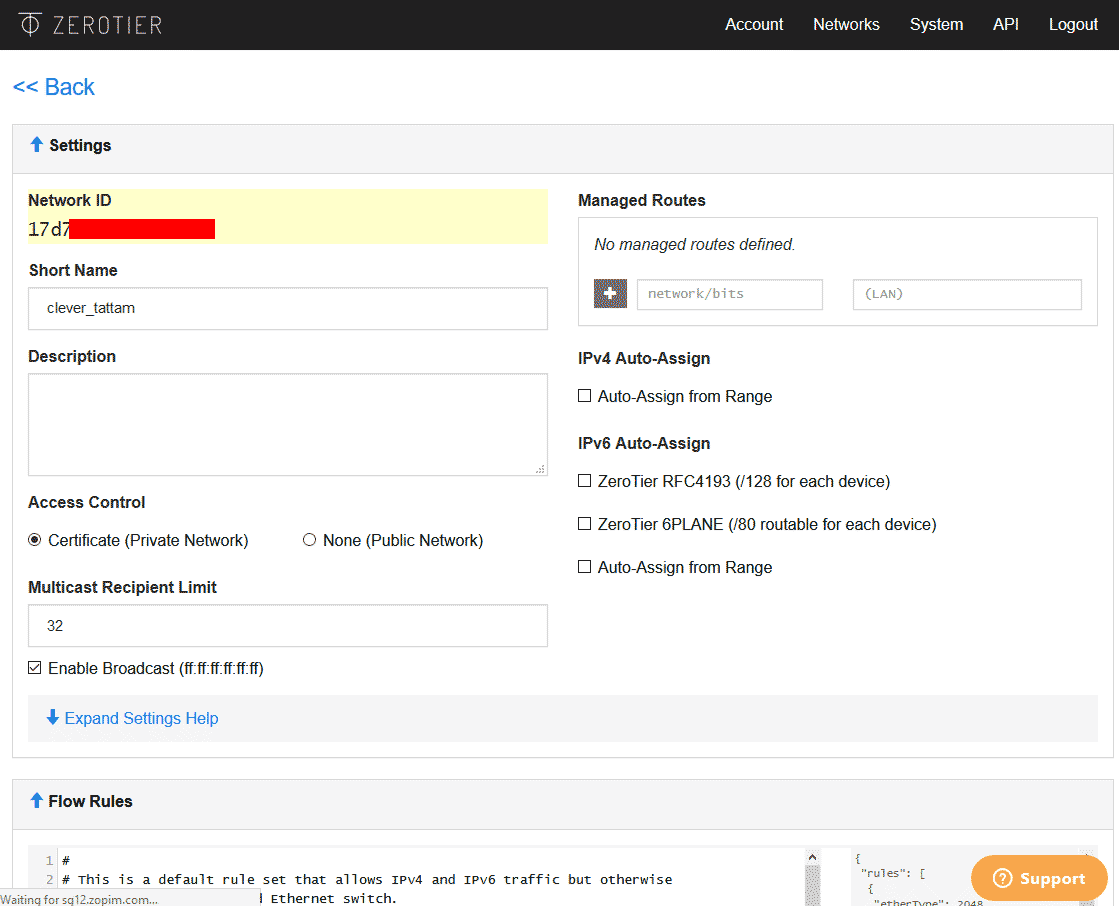 ZEROTIER
Account Networks System API Logout
<< Back
Settings
Network ID
17d7
Short Name
clever_tattam
Description
Access Control
Certificate (Private Network) None (Public Network)
Multicast Recipient Limit
32
Enable Broadcast (ff:ff:ff:ff:ff:ff)
Managed Routes
No managed routes defined.
network/bits (LAN)
IPv4 Auto-Assign
Auto-Assign from Range
IPv6 Auto-Assign
ZeroTier RFC4193 (/128 for each device)
ZeroTier 6PLANE (/80 routable for each device)
Auto-Assign from Range
Expand Settings Help
Flow Rules
1 #
2 # This is a default rule set that allows IPv4 and IPv6 traffic but otherwise
Ethernet switch.
{
"rules": [
{
"etherType": 2048
Support
Waiting for sg12.zopim.com...